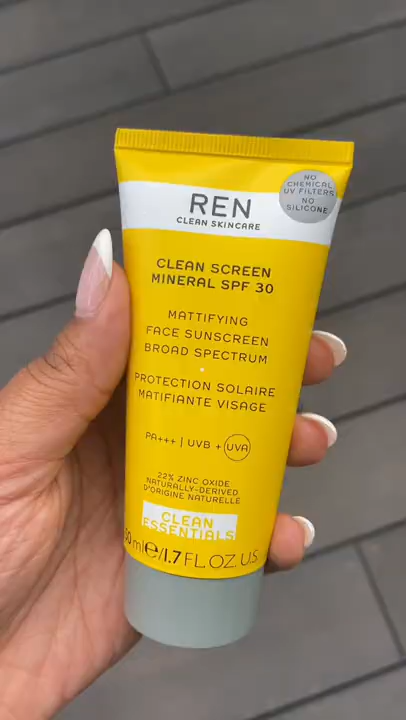 REN
CLEAN SKINCARE
NO
CHEMICAL
UV FILTERS
NO
SILICONE
CLEAN SCREEN
MINERAL SPF 30
MATTIFYING
FACE SUNSCREEN
BROAD SPECTRUM
PROTECTION SOLAIRE
MATIFIANTE VISAGE
PA+++ | UVB + UVA
22% ZINC OXIDE
NATURALLY-DERIVED
D'ORIGINE NATURELLE
CLEAN
ESSENTIALS
50 ml ℮/1.7 FL. OZ. U.S.